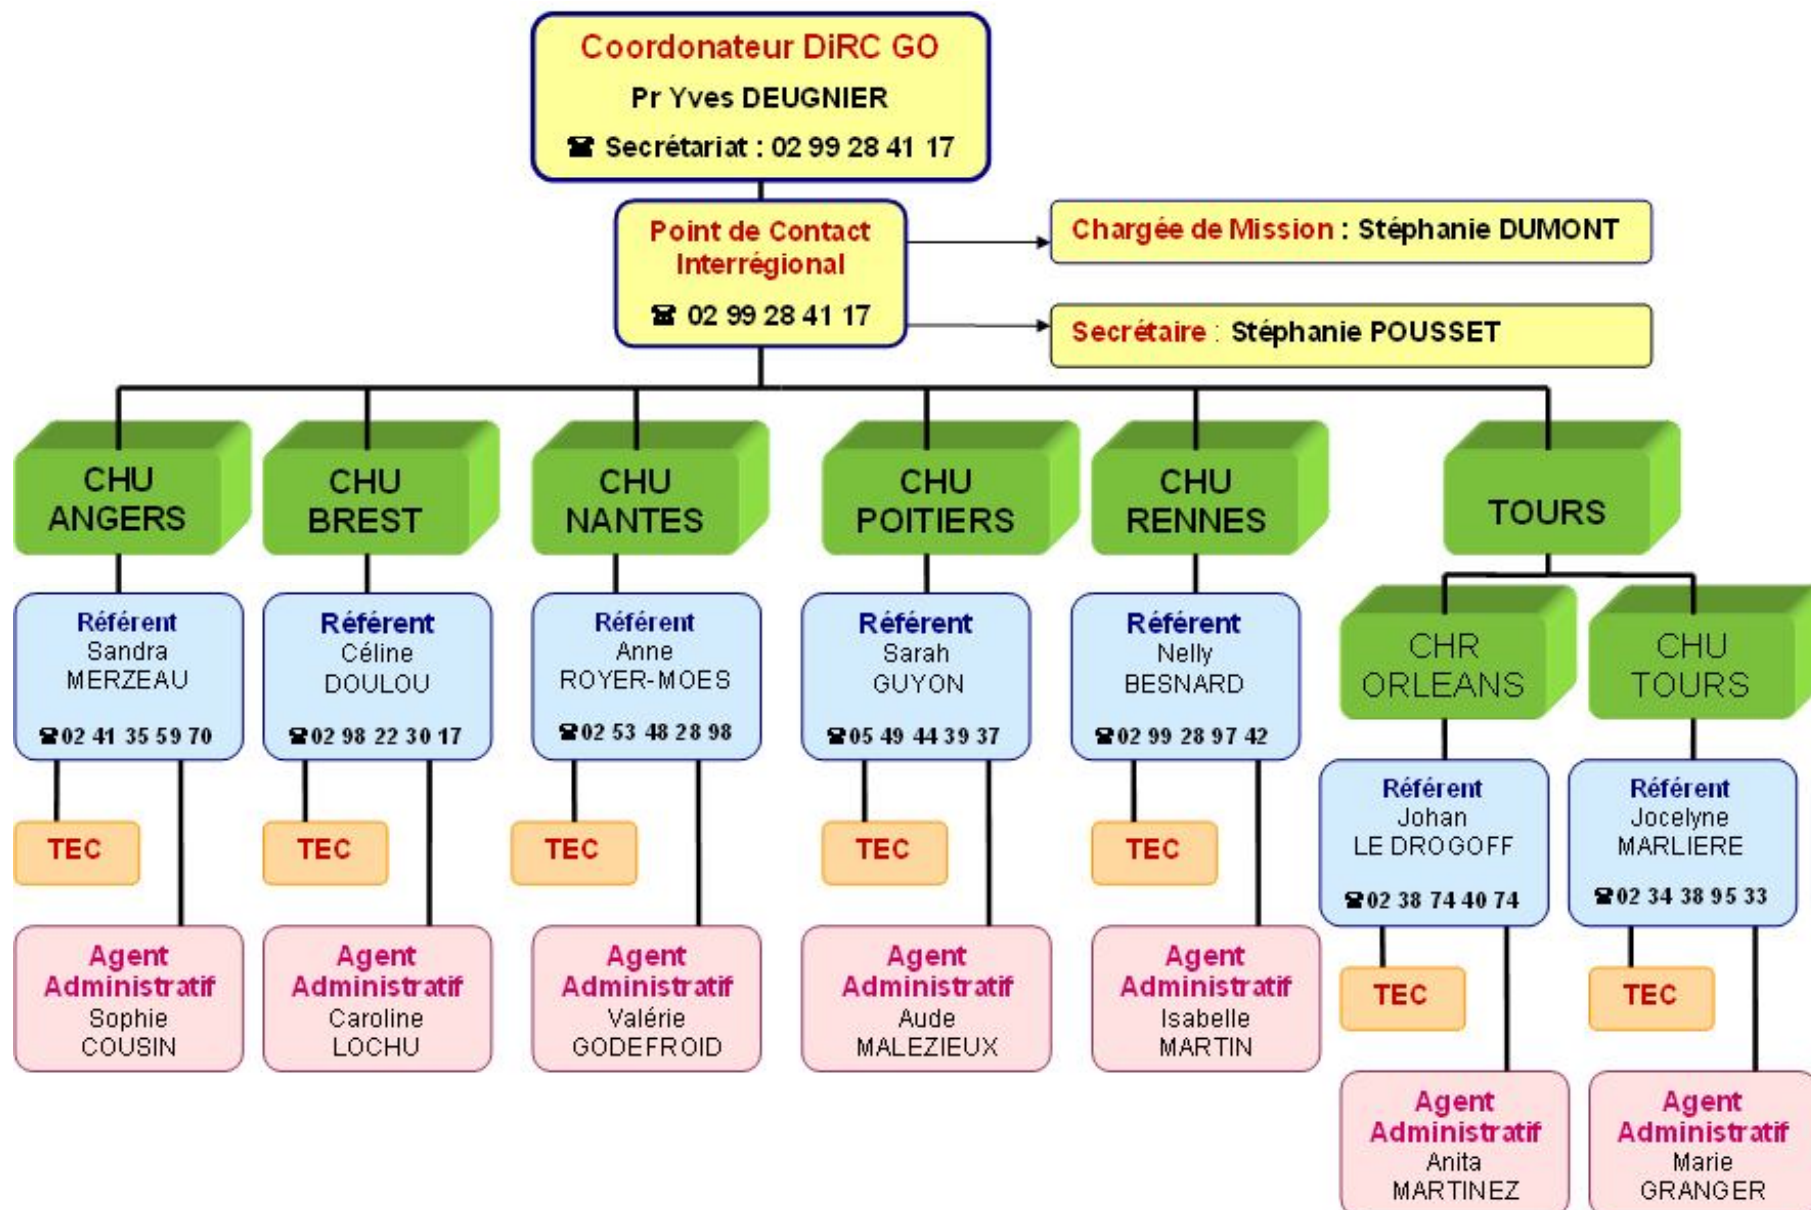 Coordonateur DiRC GO
Pr Yves DEUGNIER
☎ Secrétariat : 02 99 28 41 17
Point de Contact
Interrégional
☎ 02 99 28 41 17
Chargée de Mission : Stéphanie DUMONT
Secrétaire : Stéphanie POUSSET
CHU
ANGERS
Référent
Sandra
MERZEAU
☎02 41 35 59 70
TEC
Agent
Administratif
Sophie
COUSIN
CHU
BREST
Référent
Céline
DOULOU
☎02 98 22 30 17
TEC
Agent
Administratif
Caroline
LOCHU
CHU
NANTES
Référent
Anne
ROYER-MOES
☎02 53 48 28 98
TEC
Agent
Administratif
Valérie
GODEFROID
CHU
POITIERS
Référent
Sarah
GUYON
☎05 49 44 39 37
TEC
Agent
Administratif
Aude
MALEZIEUX
CHU
RENNES
Référent
Nelly
BESNARD
☎02 99 28 97 42
TEC
Agent
Administratif
Isabelle
MARTIN
TOURS
CHR
ORLEANS
Référent
Johan
LE DROGOFF
☎02 38 74 40 74
TEC
Agent
Administratif
Anita
MARTINEZ
CHU
TOURS
Référent
Jocelyne
MARLIERE
☎02 34 38 95 33
TEC
Agent
Administratif
Marie
GRANGER